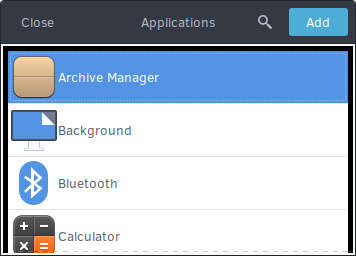 Close
Applications
Add
Archive Manager
Background
Bluetooth
Calculator